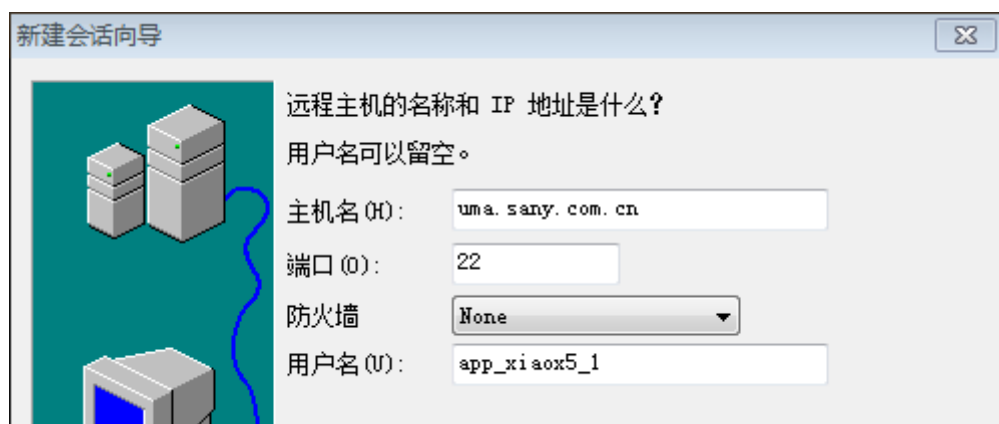 新建会话向导
远程主机的名称和 IP 地址是什么?
用户名可以留空。
主机名(H): uma.sany.com.cn
端口(O): 22
防火墙 None
用户名(U): app_xiaox5_1